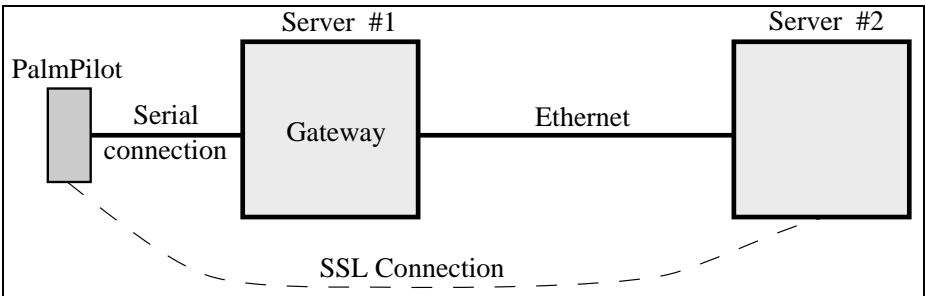 Server #1
Server #2
PalmPilot
Serial
connection
Gateway
Ethernet
SSL Connection